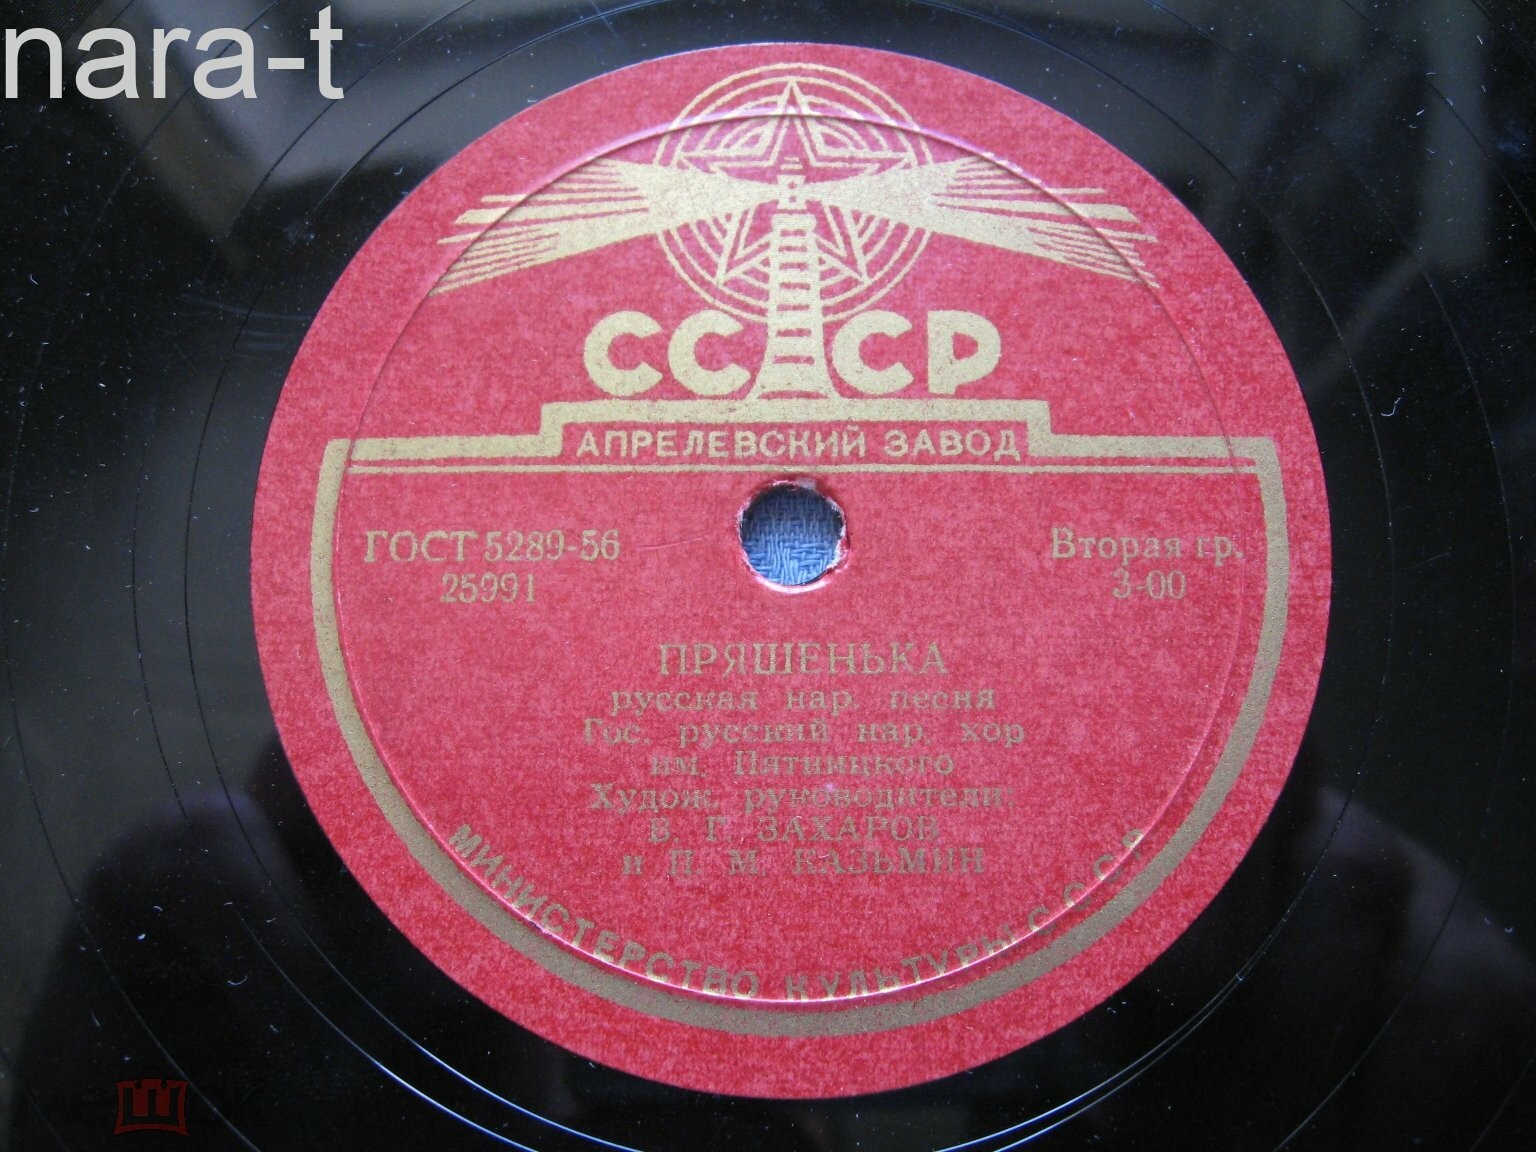 nara-t
СССР
АПРЕЛЕВСКИЙ ЗАВОД
ГОСТ 5289-56
25991
Вторая гр.
3-00
ПРЯШЕНЬКА
русская нар. песня
Гос. русский нар. хор
им. Пятницкого
Худож. руководители:
В. Г. ЗАХАРОВ
и П. М. КАЗЬМИН
МИНИСТЕРСТВО КУЛЬТУРЫ СССР